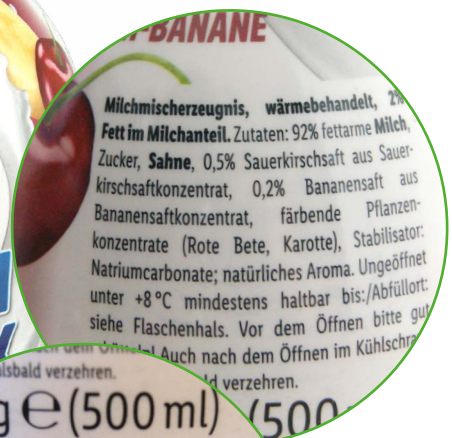 -BANANE
Milchmischerzeugnis, wärmebehandelt, 2%
Fett im Milchanteil. Zutaten: 92% fettarme Milch,
Zucker, Sahne, 0,5% Sauerkirschsaft aus Sauer-
kirschsaftkonzentrat, 0,2% Bananensaft aus
Bananensaftkonzentrat, färbende Pflanzen-
konzentrate (Rote Bete, Karotte), Stabilisator:
Natriumcarbonate; natürliches Aroma. Ungeöffnet
unter +8 °C mindestens haltbar bis:/Abfüllort:
siehe Flaschenhals. Vor dem Öffnen bitte gut
Auch nach dem Öffnen im Kühlschra
alsbald verzehren.
verzehren.
g e (500 ml)
(500